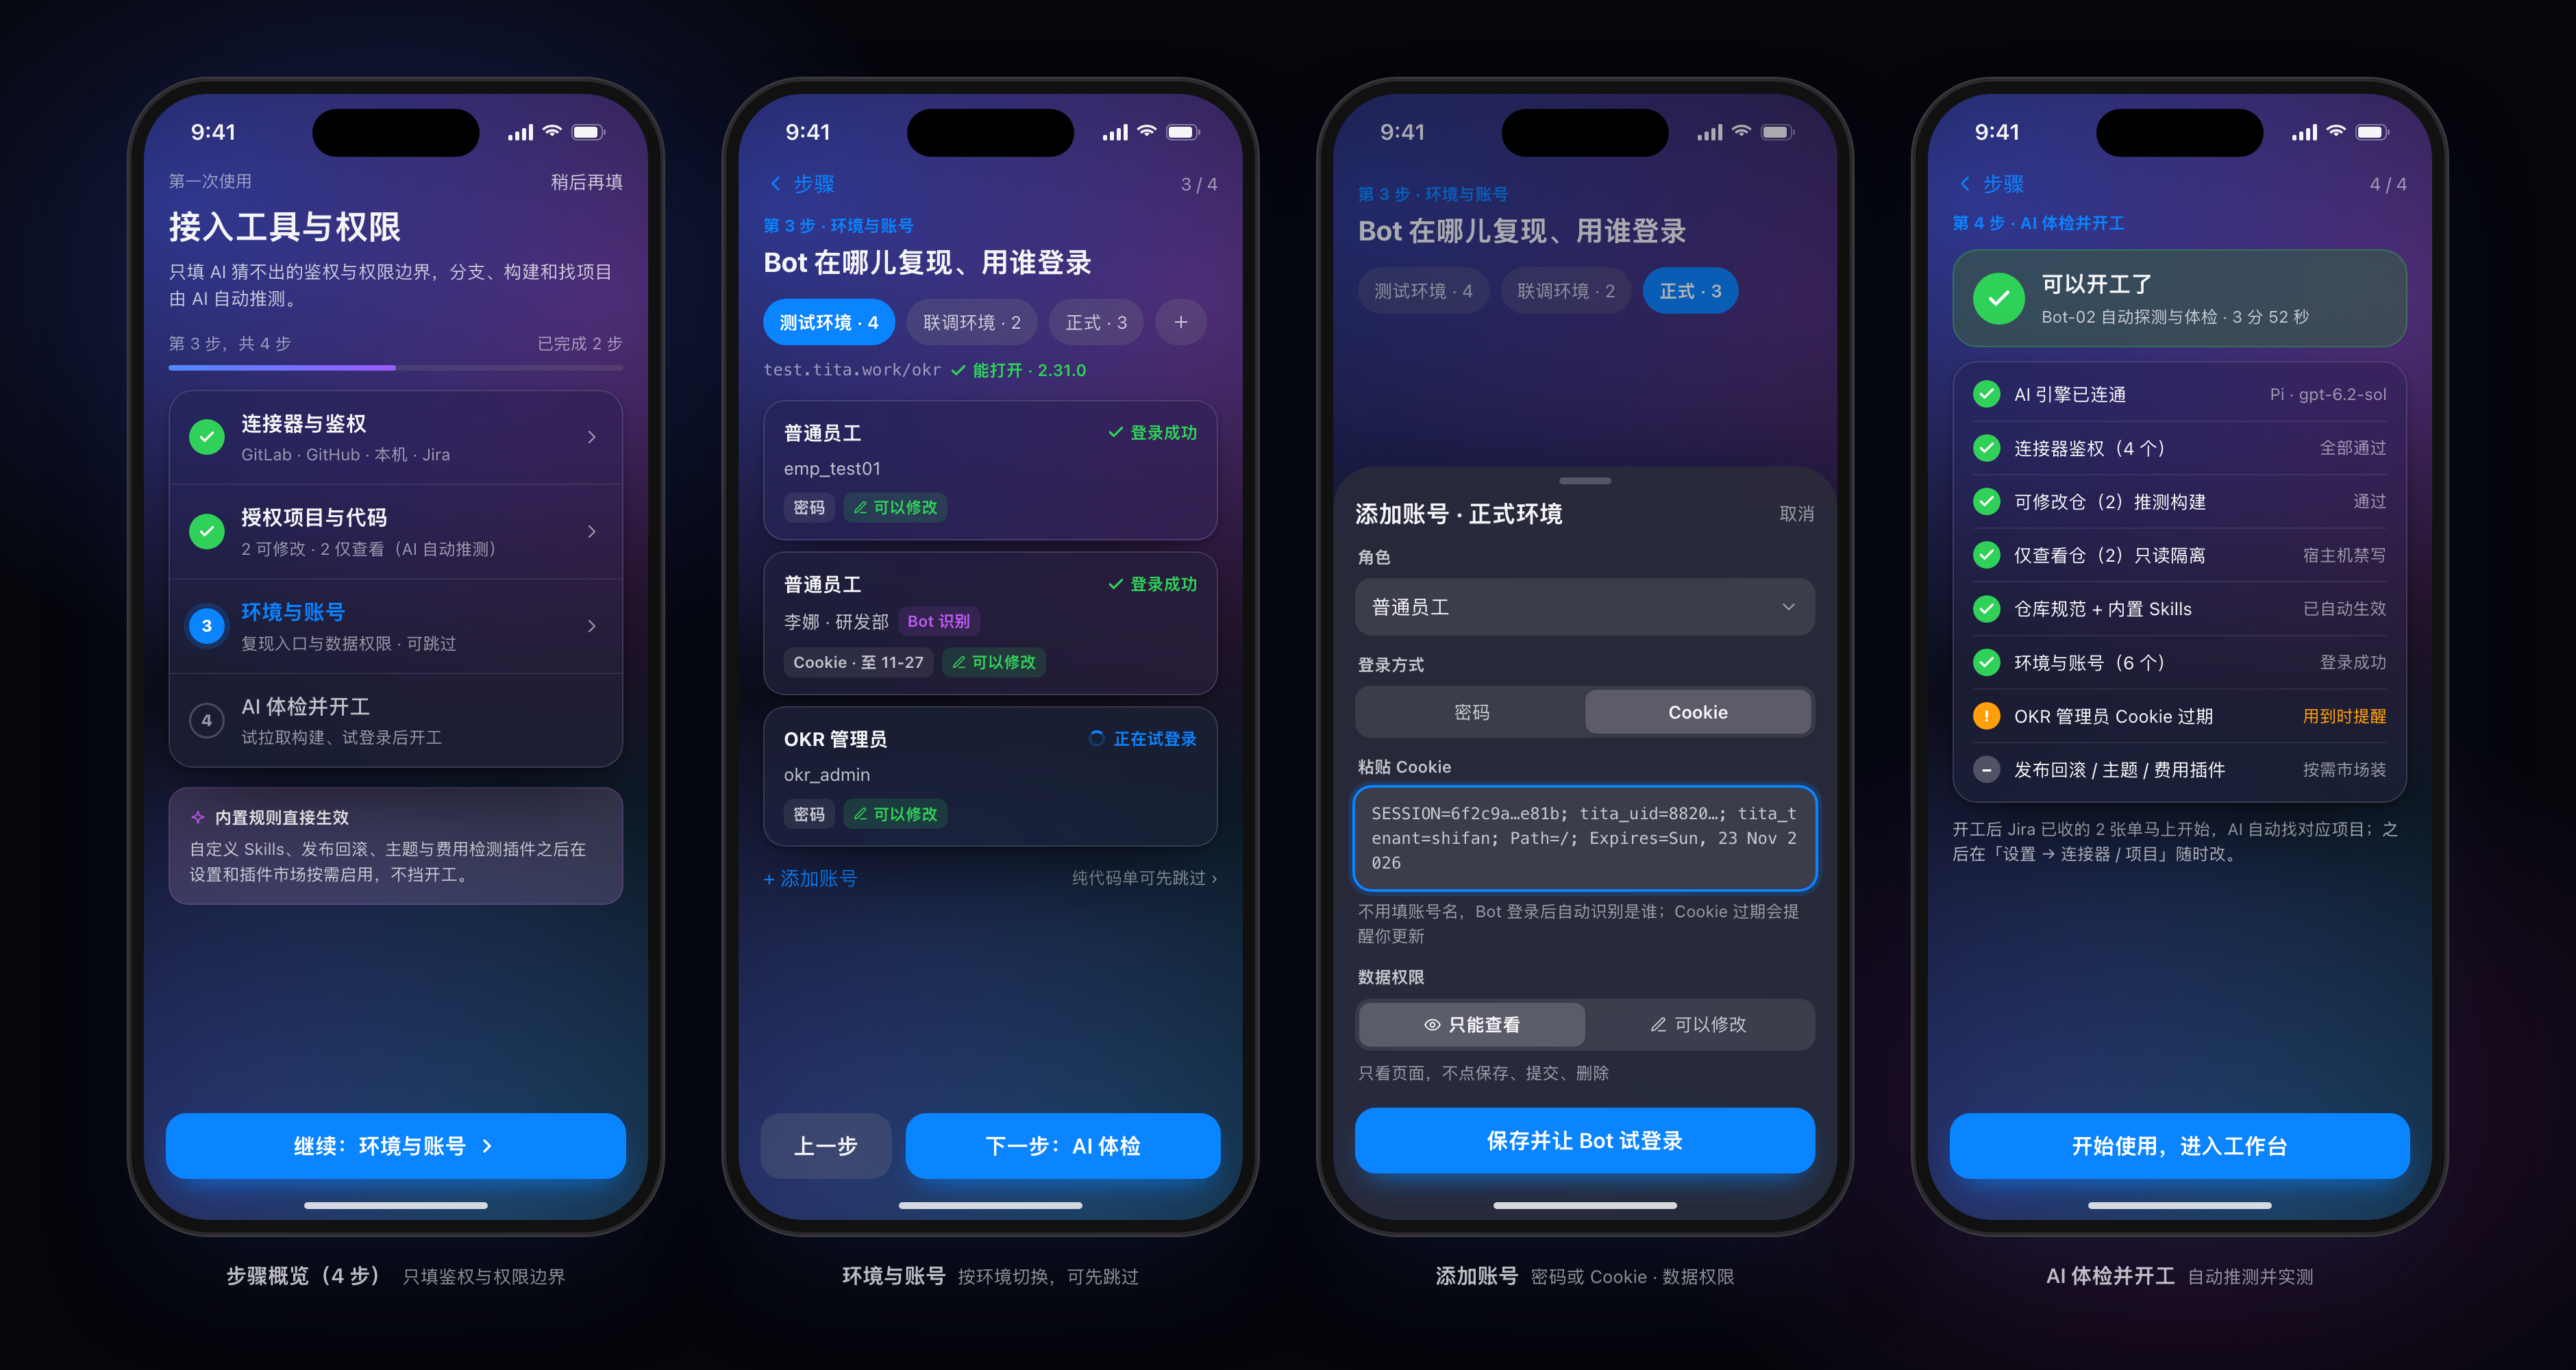 9:41
第一次使用
稍后再填
接入工具与权限
只填 AI 猜不出的鉴权与权限边界，分支、构建和找项目
由 AI 自动推测。
第 3 步，共 4 步
已完成 2 步
连接器与鉴权
GitLab · GitHub · 本机 · Jira
授权项目与代码
2 可修改 · 2 仅查看（AI 自动推测）
3
环境与账号
复现入口与数据权限 · 可跳过
4
AI 体检并开工
试拉取构建、试登录后开工
内置规则直接生效
自定义 Skills、发布回滚、主题与费用检测插件之后在
设置和插件市场按需启用，不挡开工。
继续：环境与账号
步骤概览（4 步） 只填鉴权与权限边界
9:41
步骤
3 / 4
第 3 步 · 环境与账号
Bot 在哪儿复现、用谁登录
测试环境 · 4
联调环境 · 2
正式 · 3
+
test.tita.work/okr 能打开 · 2.31.0
普通员工
登录成功
emp_test01
密码
可以修改
普通员工
登录成功
李娜 · 研发部
Bot 识别
Cookie · 至 11-27
可以修改
OKR 管理员
正在试登录
okr_admin
密码
可以修改
+ 添加账号
纯代码单可先跳过 ›
上一步
下一步：AI 体检
环境与账号 按环境切换，可先跳过
9:41
第 3 步 · 环境与账号
Bot 在哪儿复现、用谁登录
测试环境 · 4
联调环境 · 2
正式 · 3
添加账号 · 正式环境
取消
角色
普通员工
登录方式
密码
Cookie
粘贴 Cookie
SESSION=6f2c9a…e81b; tita_uid=8820…; tita_t
enant=shifan; Path=/; Expires=Sun, 23 Nov 2
026
不用填账号名，Bot 登录后自动识别是谁；Cookie 过期会提
醒你更新
数据权限
只能查看
可以修改
只看页面，不点保存、提交、删除
保存并让 Bot 试登录
添加账号 密码或 Cookie · 数据权限
9:41
步骤
4 / 4
第 4 步 · AI 体检并开工
可以开工了
Bot-02 自动探测与体检 · 3 分 52 秒
AI 引擎已连通
Pi · gpt-6.2-sol
连接器鉴权（4 个）
全部通过
可修改仓（2）推测构建
通过
仅查看仓（2）只读隔离
宿主机禁写
仓库规范 + 内置 Skills
已自动生效
环境与账号（6 个）
登录成功
! OKR 管理员 Cookie 过期
用到时提醒
发布回滚 / 主题 / 费用插件
按需市场装
开工后 Jira 已收的 2 张单马上开始，AI 自动找对应项目；之
后在「设置 → 连接器 / 项目」随时改。
开始使用，进入工作台
AI 体检并开工 自动推测并实测